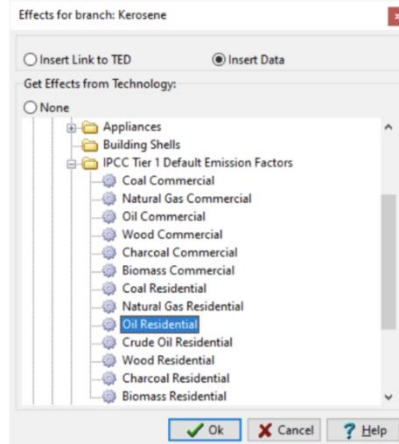 Effects for branch: Kerosene
x
Insert Link to TED Insert Data
Get Effects from Technology:
None
Appliances
Building Shells
IPCC Tier 1 Default Emission Factors
Coal Commercial
Natural Gas Commercial
Oil Commercial
Wood Commercial
Charcoal Commercial
Biomass Commercial
Coal Residential
Natural Gas Residential
Oil Residential
Crude Oil Residential
Wood Residential
Charcoal Residential
Biomass Residential
Ok Cancel ? Help